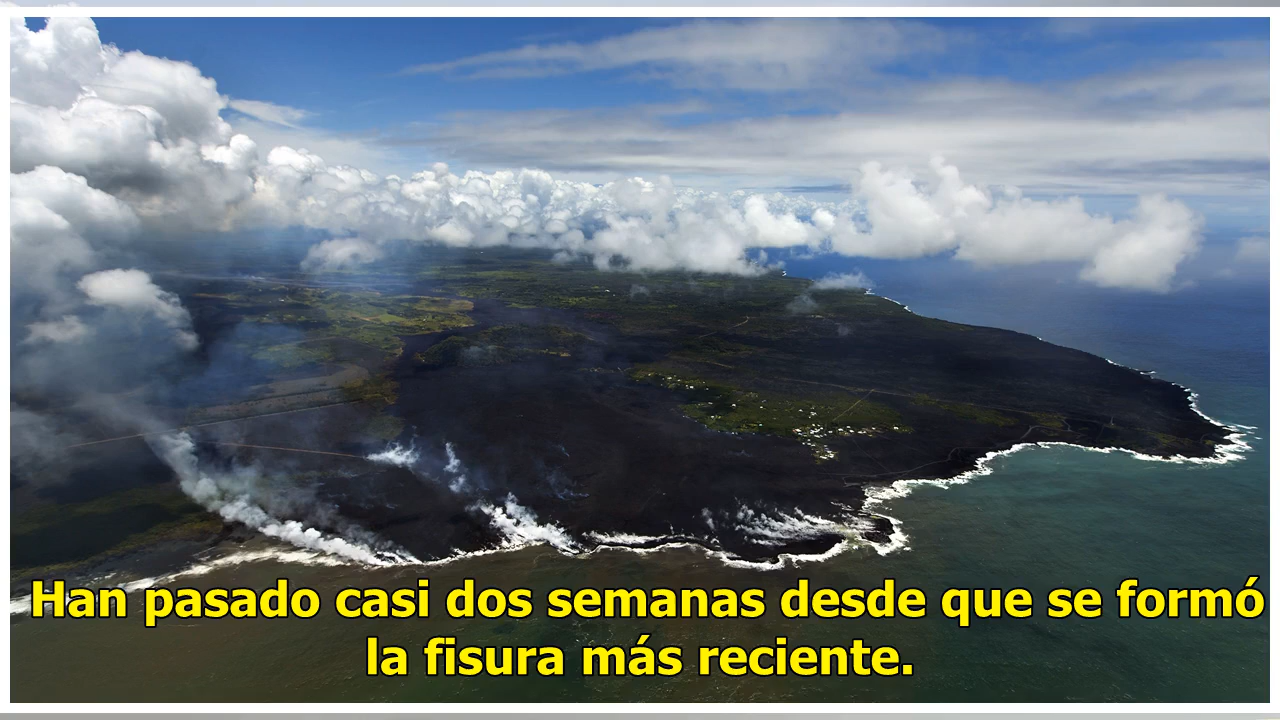 Han pasado casi dos semanas desde que se formó
la fisura más reciente.